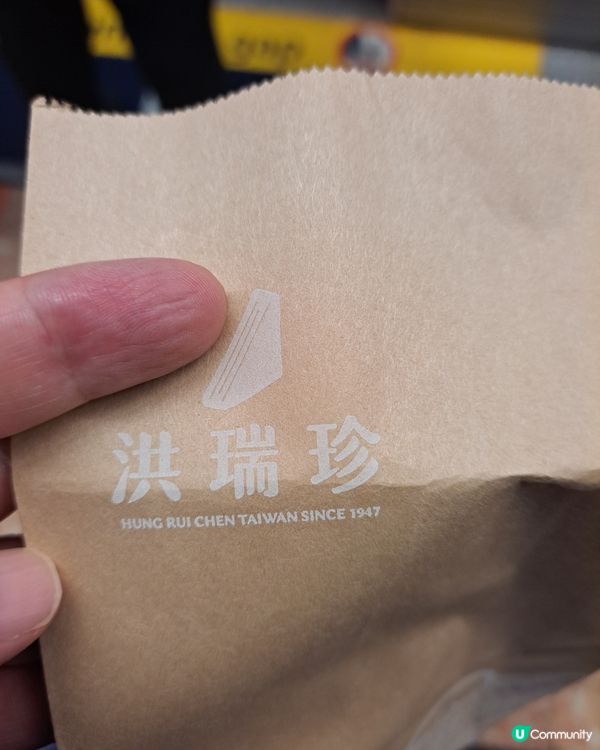 洪瑞珍
HUNG RUI CHEN TAIWAN SINCE 1947
U Community